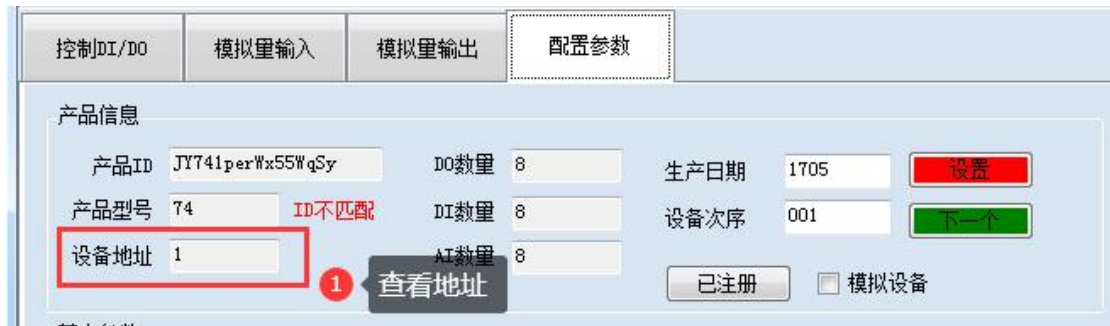 控制DI/DO 模拟量输入 模拟量输出 配置参数
产品信息
产品ID JY741perWx55WqSy DO数量 8 生产日期 1705 设置
产品型号 74 ID不匹配 DI数量 8 设备次序 001 下一个
设备地址 1 AI数量 8
1 查看地址
已注册 模拟设备